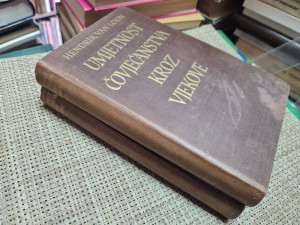 HENDRIK VAN LOON
UMJETNOST
ČOVJEČANSTVA
KROZ
VJEKOVE